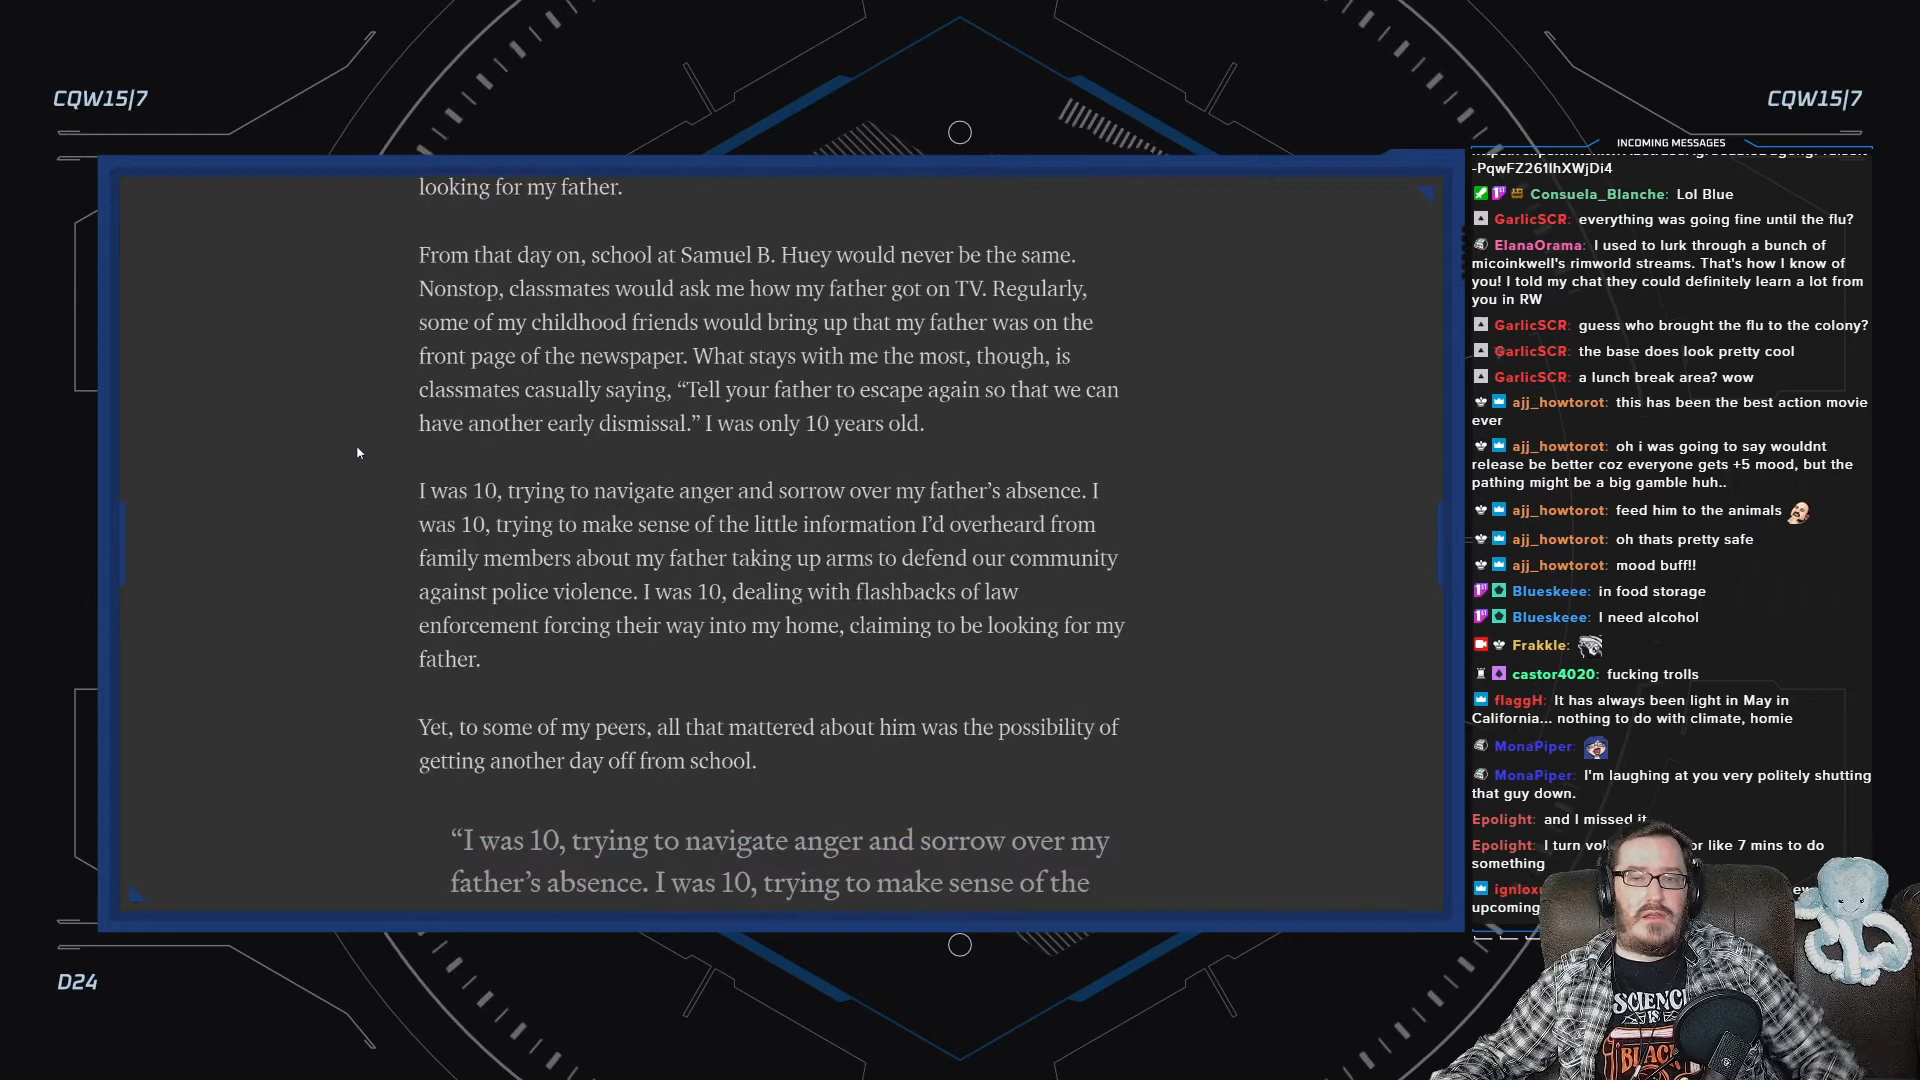 CQW15|7
CQW15|7
INCOMING MESSAGES
-PqwFZ261IhXWjDi4
Consuela_Blanche: Lol Blue
GarlicSCR: everything was going fine until the flu?
ElanaOrama: I used to lurk through a bunch of
micoinkwell's rimworld streams. That's how I know of
you! I told my chat they could definitely learn a lot from
you in RW
GarlicSCR: guess who brought the flu to the colony?
GarlicSCR: the base does look pretty cool
GarlicSCR: a lunch break area? wow
ajj_howtorot: this has been the best action movie
ever
ajj_howtorot: oh i was going to say wouldnt
release be better coz everyone gets +5 mood, but the
pathing might be a big gamble huh..
ajj_howtorot: feed him to the animals
ajj_howtorot: oh thats pretty safe
ajj_howtorot: mood buff!!
Blueskeee: in food storage
Blueskeee: I need alcohol
Frakkle:
castor4020: fucking trolls
flaggH: It has always been light in May in
California... nothing to do with climate, homie
MonaPiper:
MonaPiper: I'm laughing at you very politely shutting
that guy down.
Epolight: and I missed it
Epolight: I turn or like 7 mins to do
something
upcoming
looking for my father.
From that day on, school at Samuel B. Huey would never be the same.
Nonstop, classmates would ask me how my father got on TV. Regularly,
some of my childhood friends would bring up that my father was on the
front page of the newspaper. What stays with me the most, though, is
classmates casually saying, “Tell your father to escape again so that we can
have another early dismissal.” I was only 10 years old.
I was 10, trying to navigate anger and sorrow over my father’s absence. I
was 10, trying to make sense of the little information I’d overheard from
family members about my father taking up arms to defend our community
against police violence. I was 10, dealing with flashbacks of law
enforcement forcing their way into my home, claiming to be looking for my
father.
Yet, to some of my peers, all that mattered about him was the possibility of
getting another day off from school.
“I was 10, trying to navigate anger and sorrow over my
father’s absence. I was 10, trying to make sense of the
D24
SCIENCE
IS